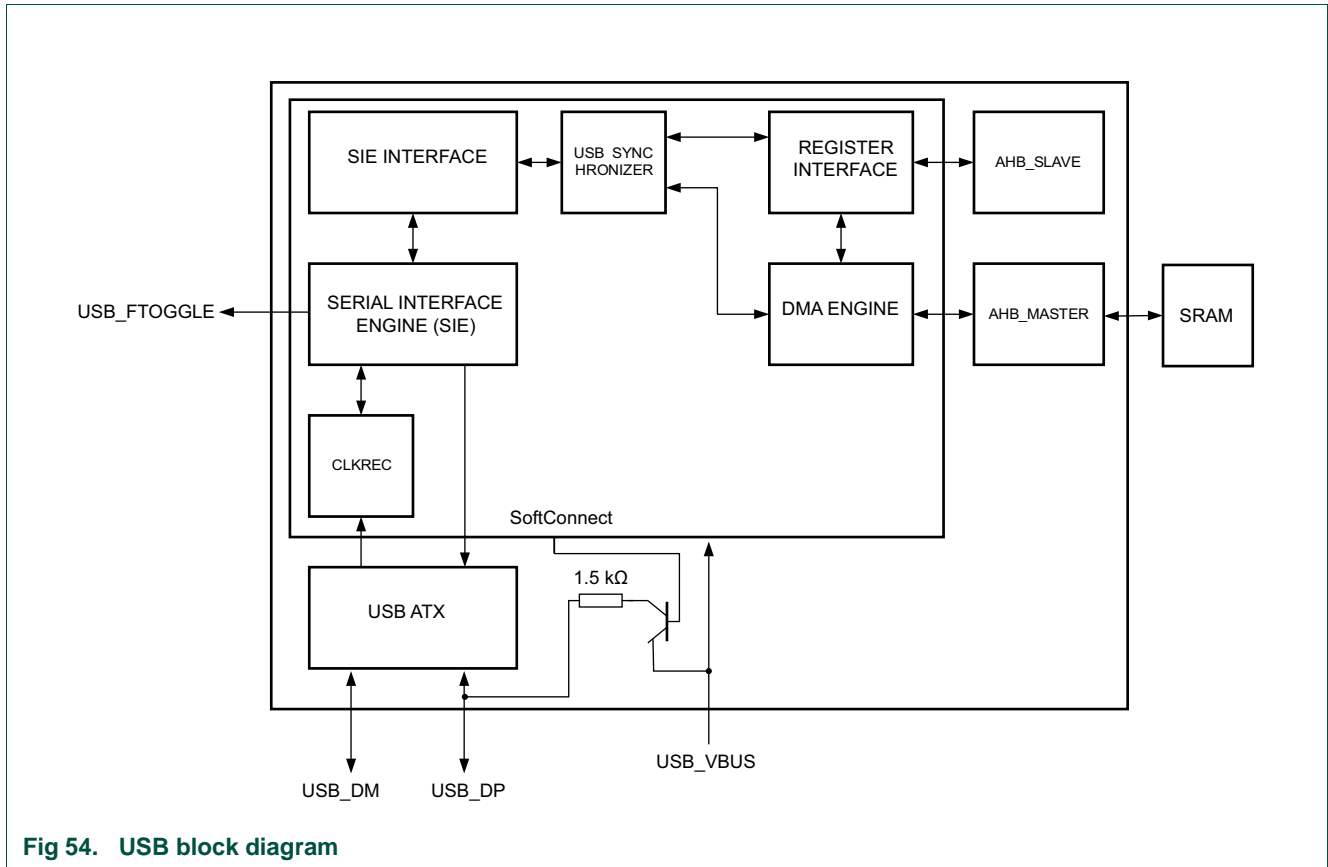 SIE INTERFACE
USB SYNC
HRONIZER
REGISTER
INTERFACE
AHB_SLAVE
USB_FTOGGLE
SERIAL INTERFACE
ENGINE (SIE)
DMA ENGINE
AHB_MASTER
SRAM
CLKREC
SoftConnect
1.5 kΩ
USB ATX
USB_VBUS
USB_DM
USB_DP
Fig 54. USB block diagram